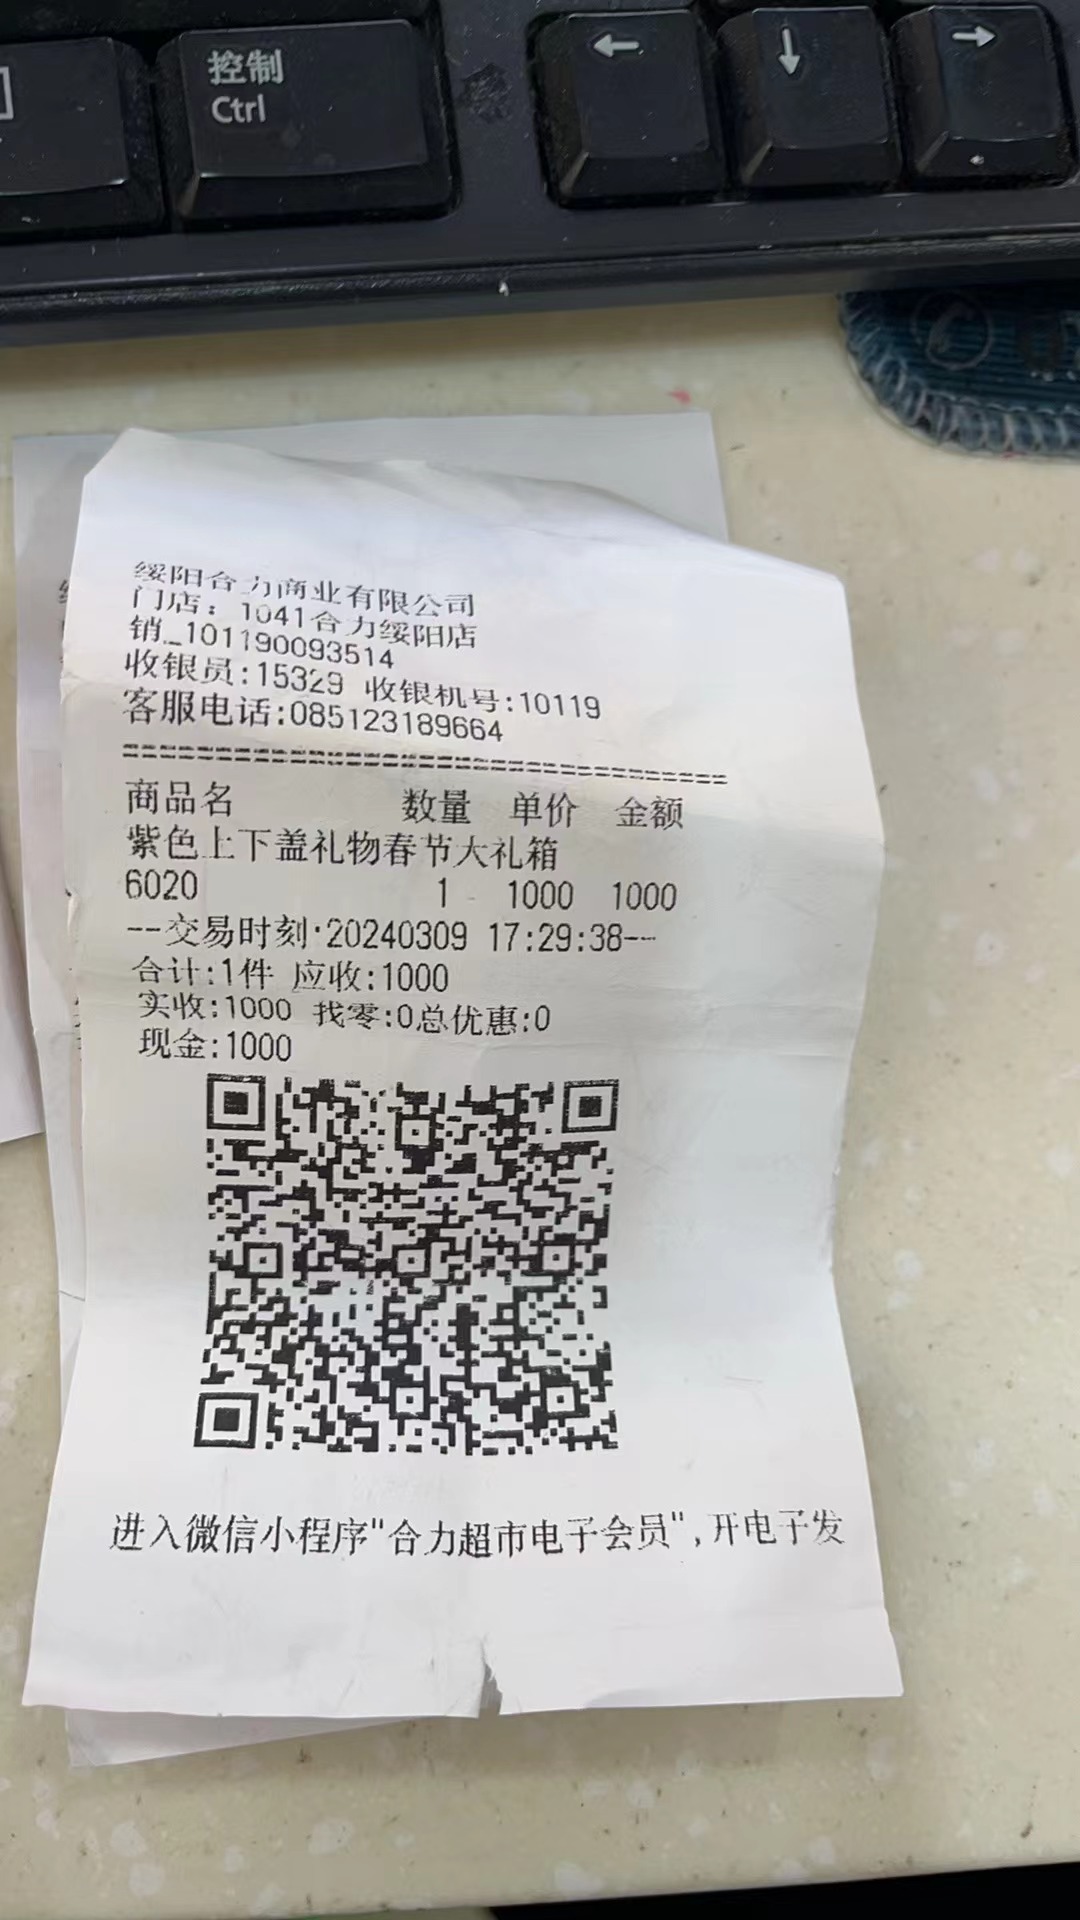 控制
Ctrl
←
↓
→
绥阳合力商业有限公司
门店：1041合力绥阳店
销_101190093514
收银员:15329 收银机号:10119
客服电话:085123189664
商品名 数量 单价 金额
紫色上下盖礼物春节大礼箱
6020 1 1000 1000
--交易时刻:20240309 17:29:38--
合计:1件 应收:1000
实收:1000 找零:0总优惠:0
现金:1000
进入微信小程序"合力超市电子会员",开电子发